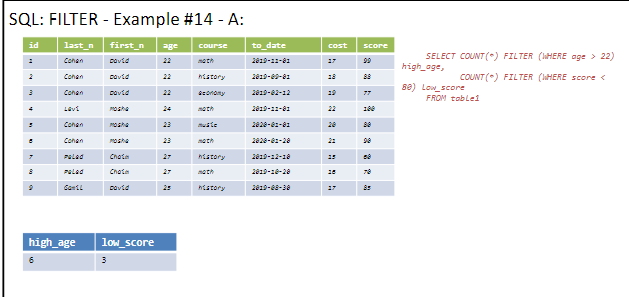 SQL: FILTER - Example #14 - A:
id last_n first_n age course to_date cost score
1 Cohen David 22 math 2019-11-01 17 99
2 Cohen David 22 history 2019-09-01 18 88
3 Cohen David 22 economy 2019-02-12 19 77
4 Levi Moshe 24 math 2019-11-01 22 100
5 Cohen Moshe 23 music 2020-01-01 20 80
6 Cohen Moshe 23 math 2020-01-20 21 90
7 Peled Chaim 27 history 2019-12-10 15 60
8 Peled Chaim 27 math 2019-10-20 16 70
9 Gamil David 25 history 2019-08-30 17 85
SELECT COUNT(*) FILTER (WHERE age > 22)
high_age,
COUNT(*) FILTER (WHERE score <
80) low_score
FROM table1
high_age low_score
6 3